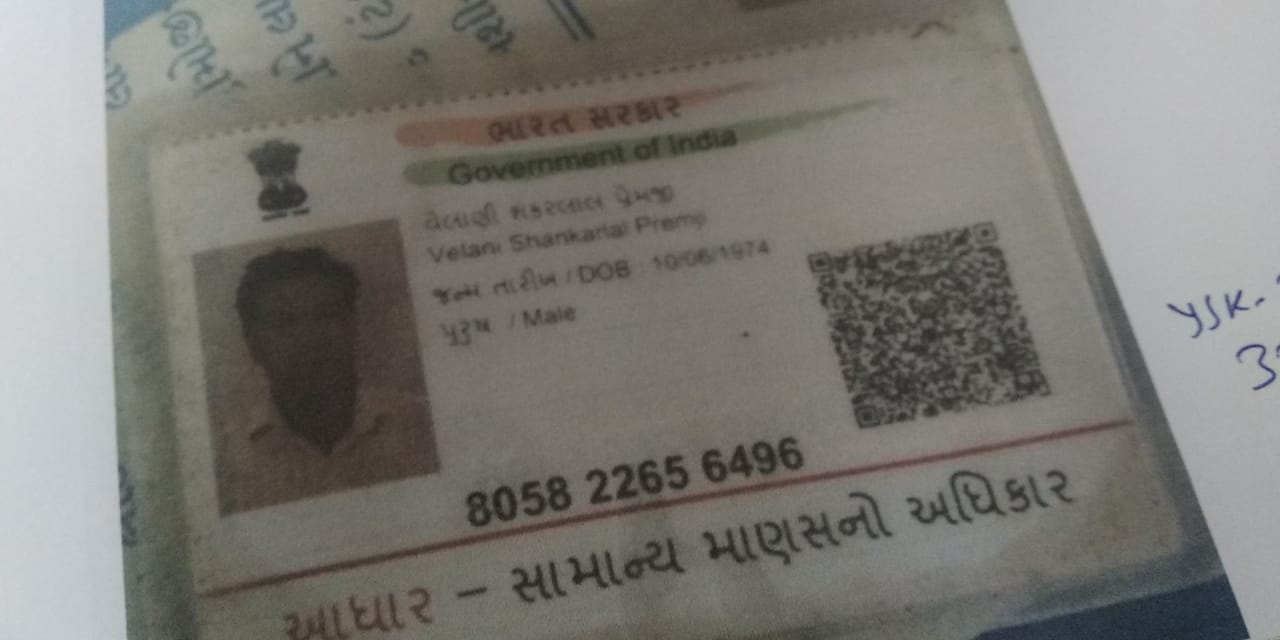 ભારત સરકાર
Government of India
વેલાણી શંકરલાલ પ્રેમજી
Velani Shankarlal Premji
જન્મ તારીખ / DOB 10/06/1974
પુરુષ / Male
8058 2265 6496
આધાર – સામાન્ય માણસનો અધિકાર
YSK-